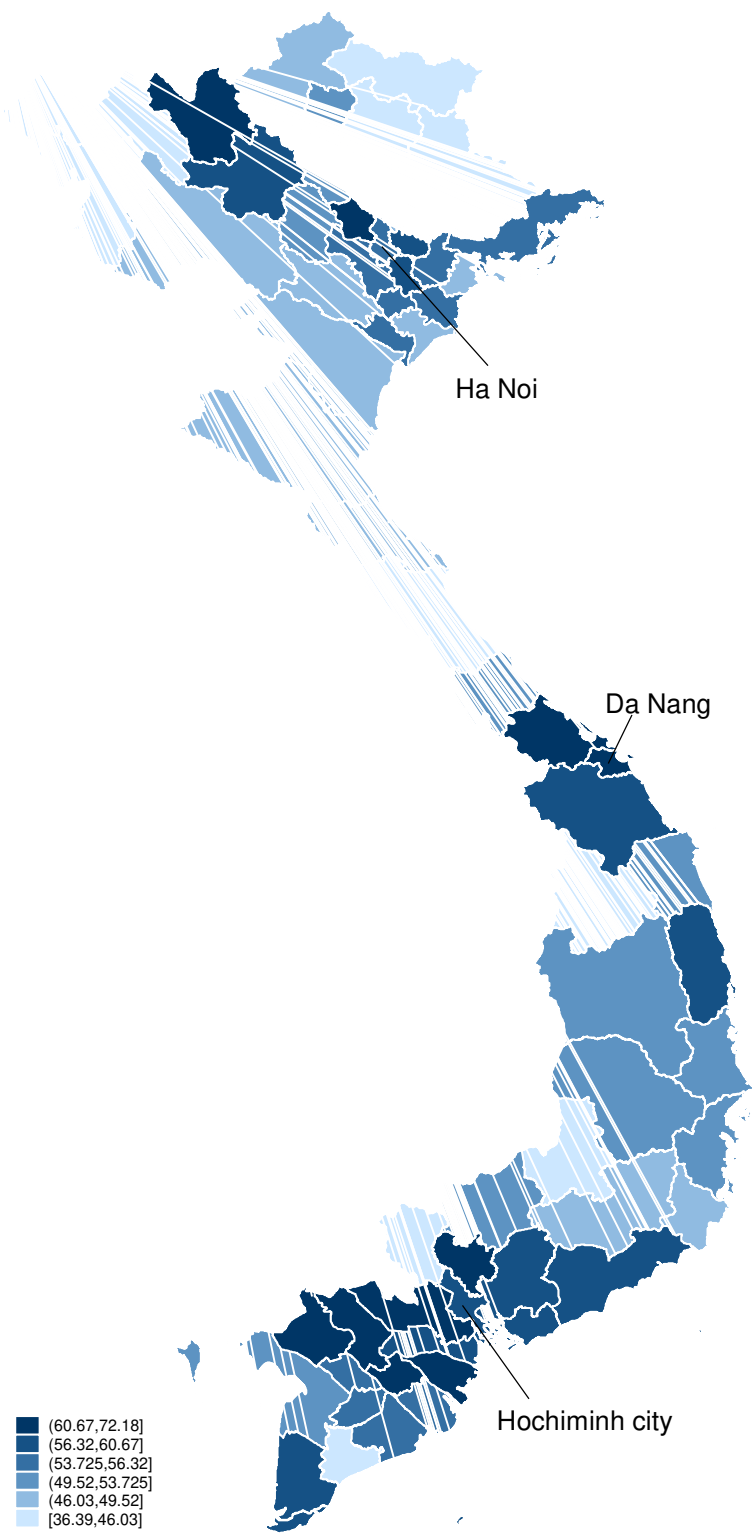 Ha Noi
Da Nang
Hochiminh city
(60.67,72.18]
(56.32,60.67]
(53.725,56.32]
(49.52,53.725]
(46.03,49.52]
[36.39,46.03]